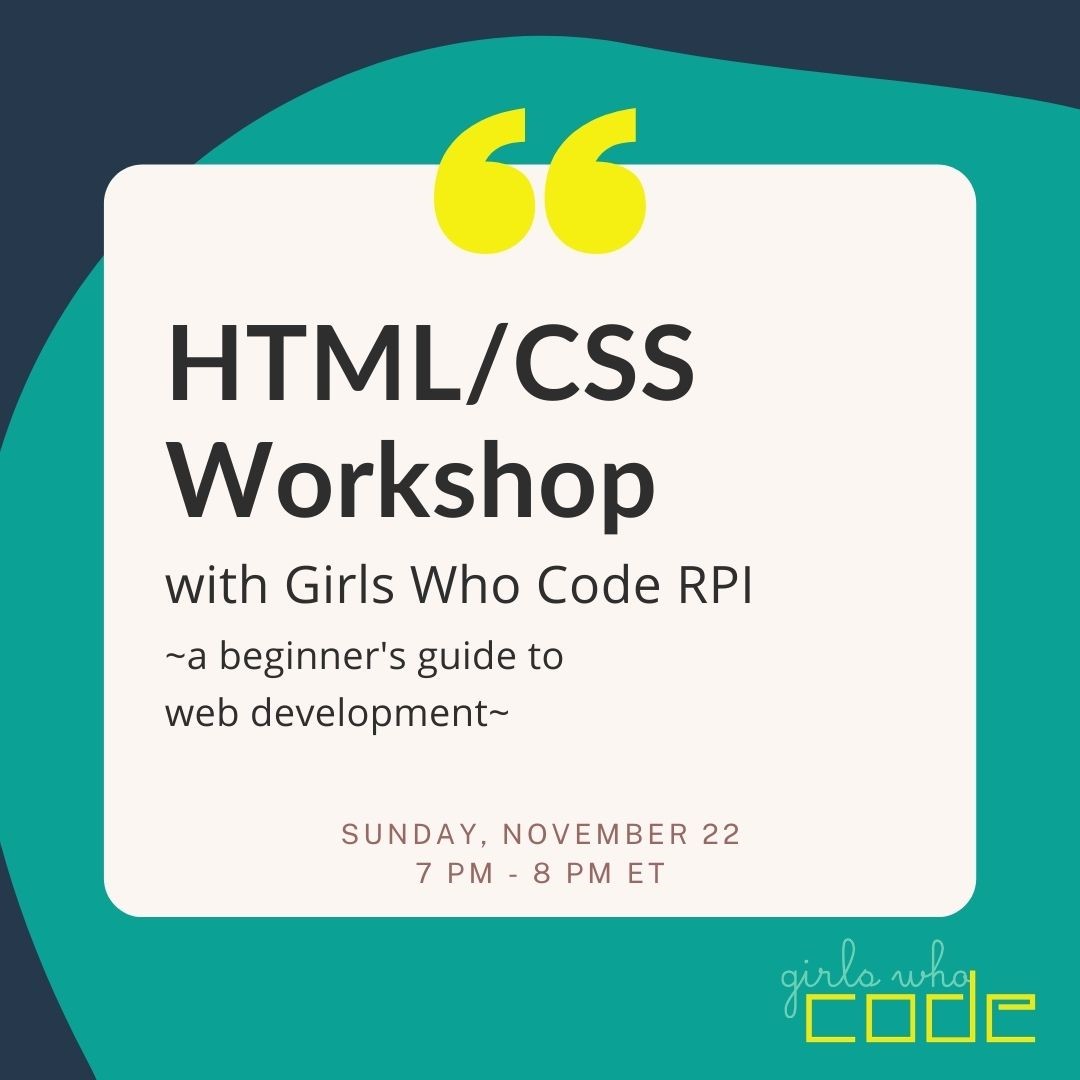 “
HTML/CSS
Workshop
with Girls Who Code RPI
~a beginner's guide to
web development~
SUNDAY, NOVEMBER 22
7 PM - 8 PM ET
girls who
code